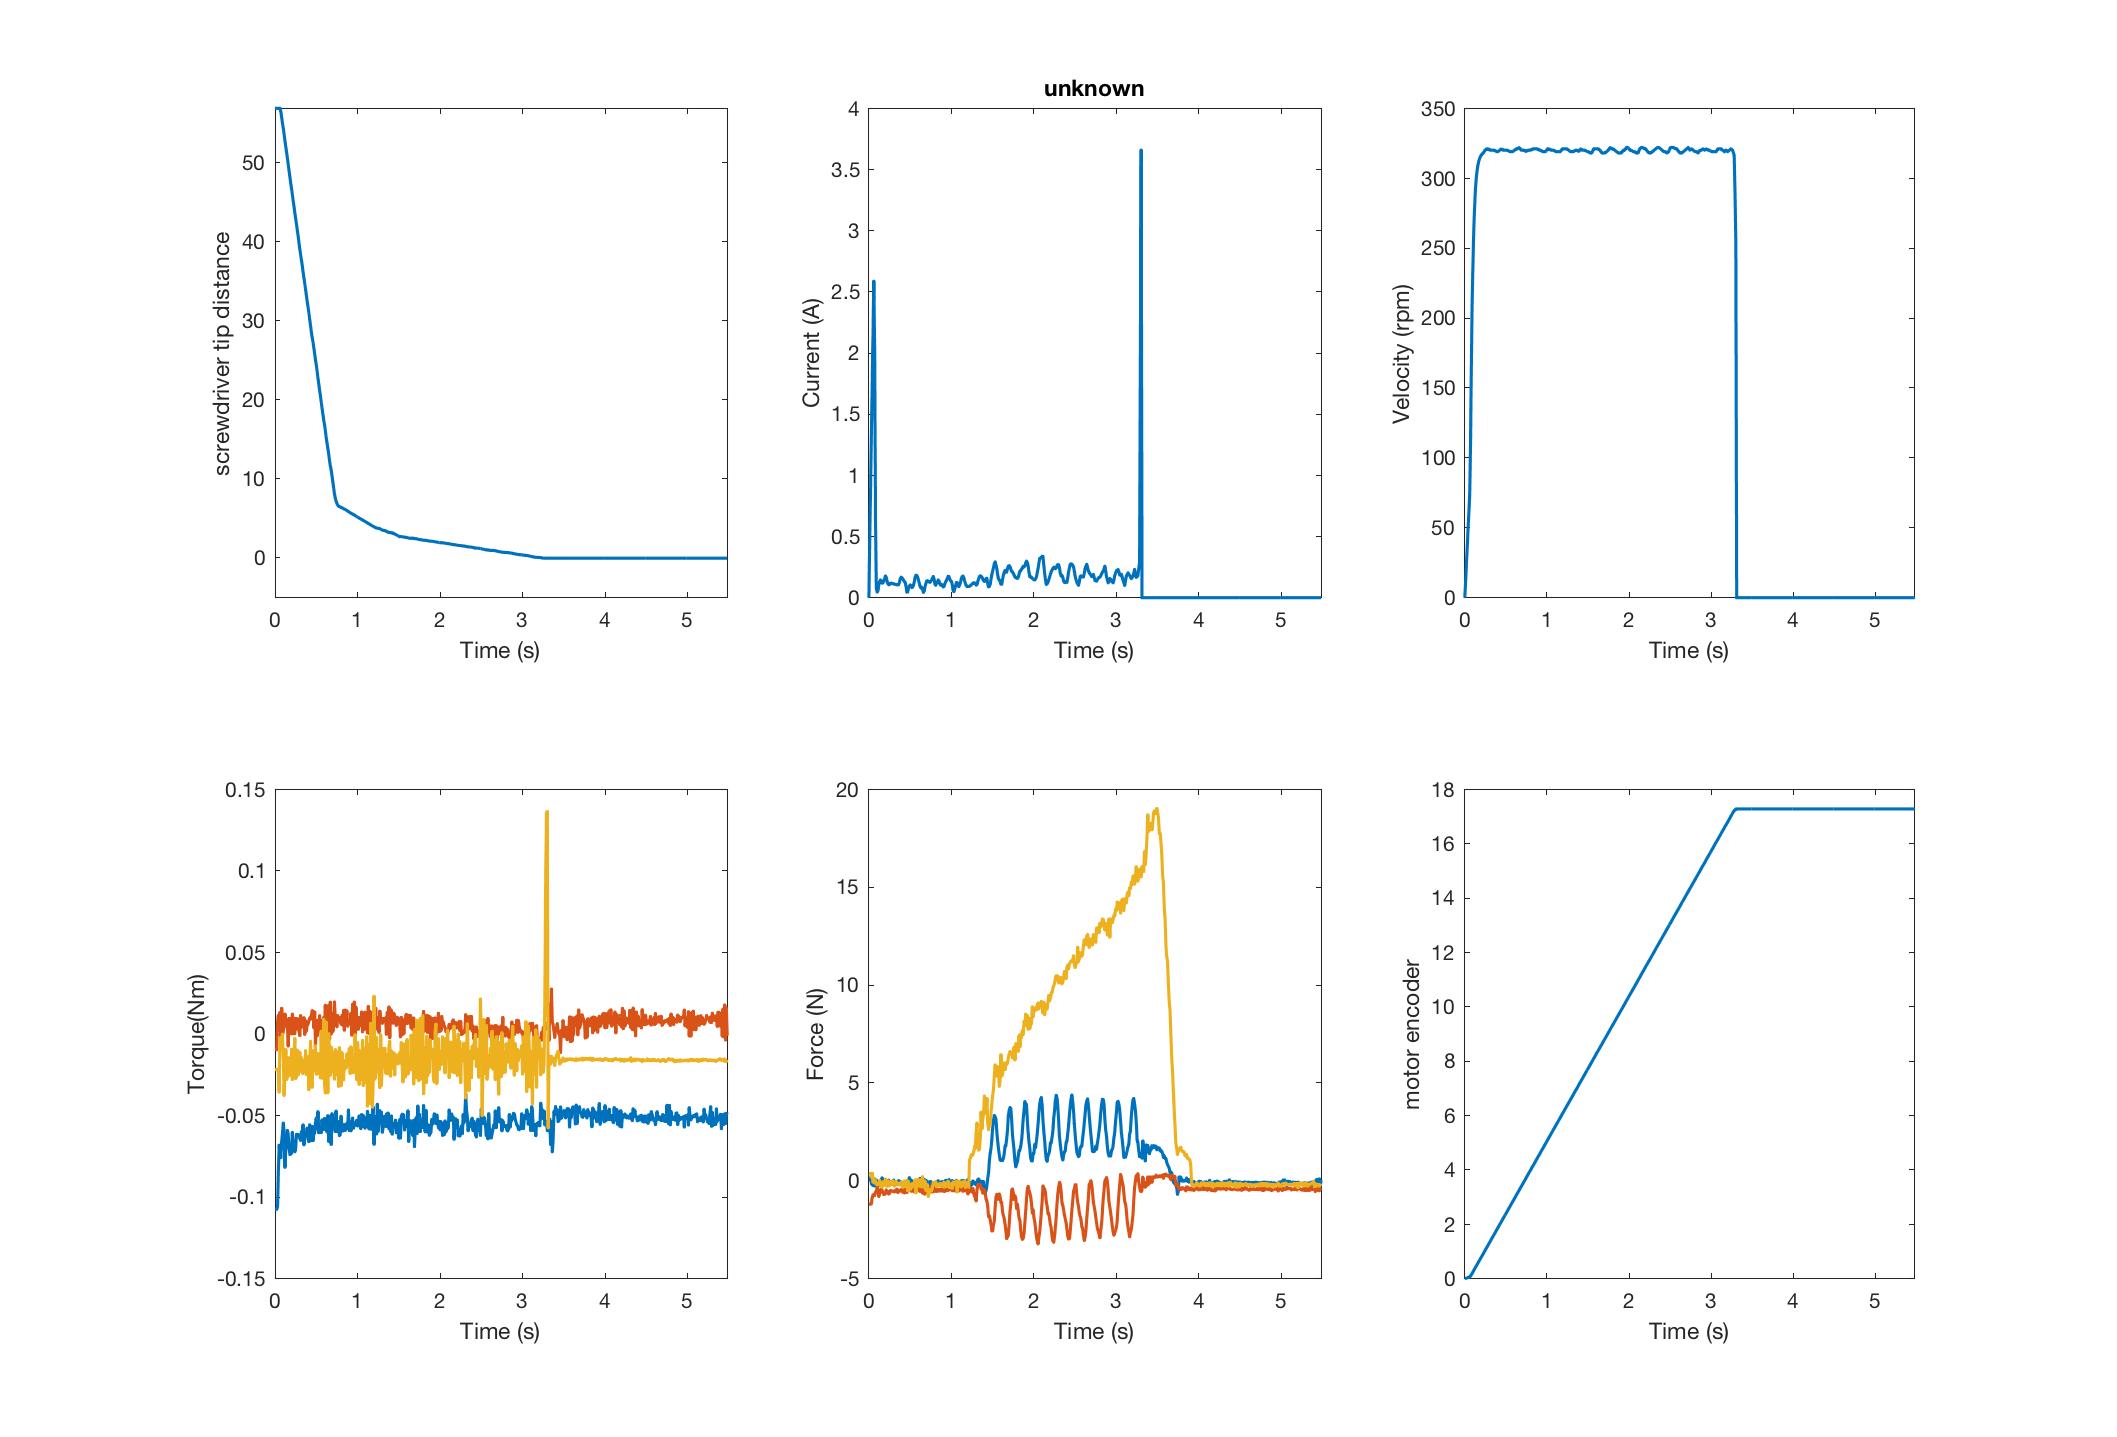 unknown
screwdriver tip distance
50
40
30
20
10
0
0 1 2 3 4 5
Time (s)
Current (A)
4
3.5
3
2.5
2
1.5
1
0.5
0
0 1 2 3 4 5
Time (s)
Velocity (rpm)
350
300
250
200
150
100
50
0
0 1 2 3 4 5
Time (s)
Torque(Nm)
0.15
0.1
0.05
0
-0.05
-0.1
-0.15
0 1 2 3 4 5
Time (s)
Force (N)
20
15
10
5
0
-5
0 1 2 3 4 5
Time (s)
motor encoder
18
16
14
12
10
8
6
4
2
0
0 1 2 3 4 5
Time (s)